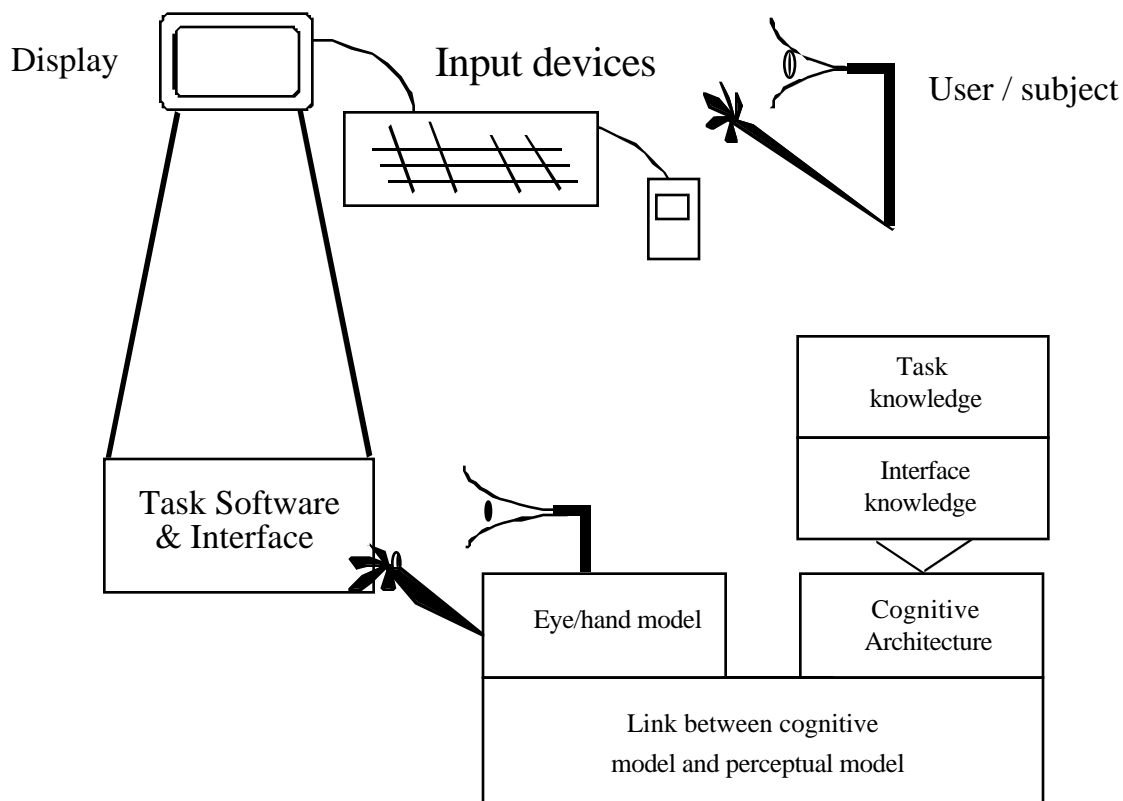 Display
Input devices
User / subject
Task
knowledge
Interface
knowledge
Task Software
& Interface
Eye/hand model
Cognitive
Architecture
Link between cognitive
model and perceptual model